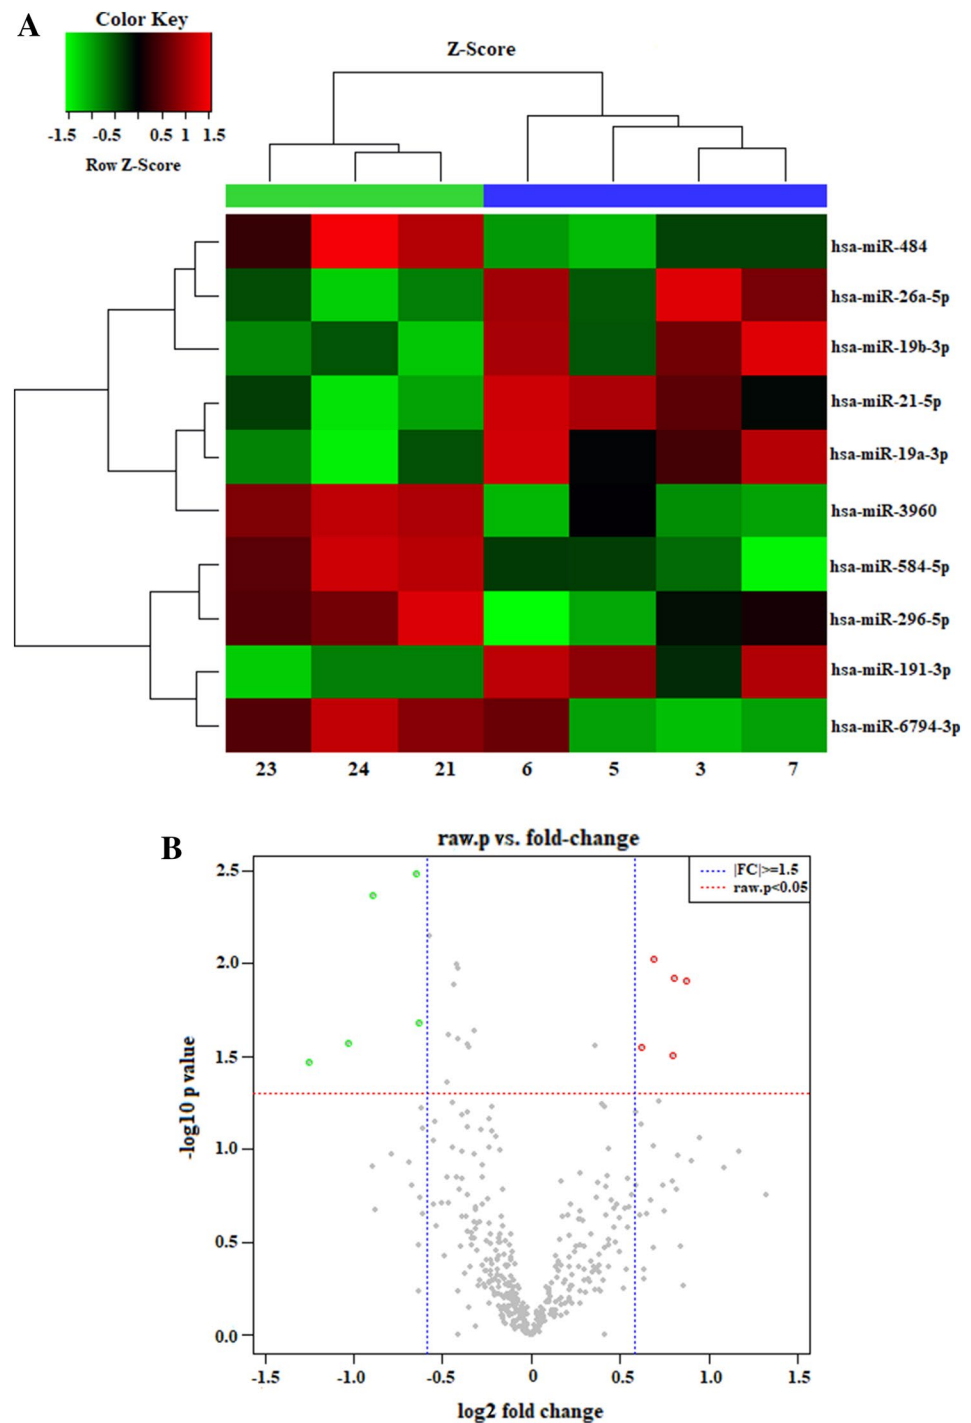 A
Color Key
-1.5 -0.5 0.5 1 1.5
Row Z-Score
Z-Score
hsa-miR-484
hsa-miR-26a-5p
hsa-miR-19b-3p
hsa-miR-21-5p
hsa-miR-19a-3p
hsa-miR-3960
hsa-miR-584-5p
hsa-miR-296-5p
hsa-miR-191-3p
hsa-miR-6794-3p
23 24 21 6 5 3 7
B
raw.p vs. fold-change
|FC|>=1.5
raw.p<0.05
2.5
2.0
1.5
1.0
0.5
0.0
-log10 p value
-1.5 -1.0 -0.5 0 0.5 1.0 1.5
log2 fold change